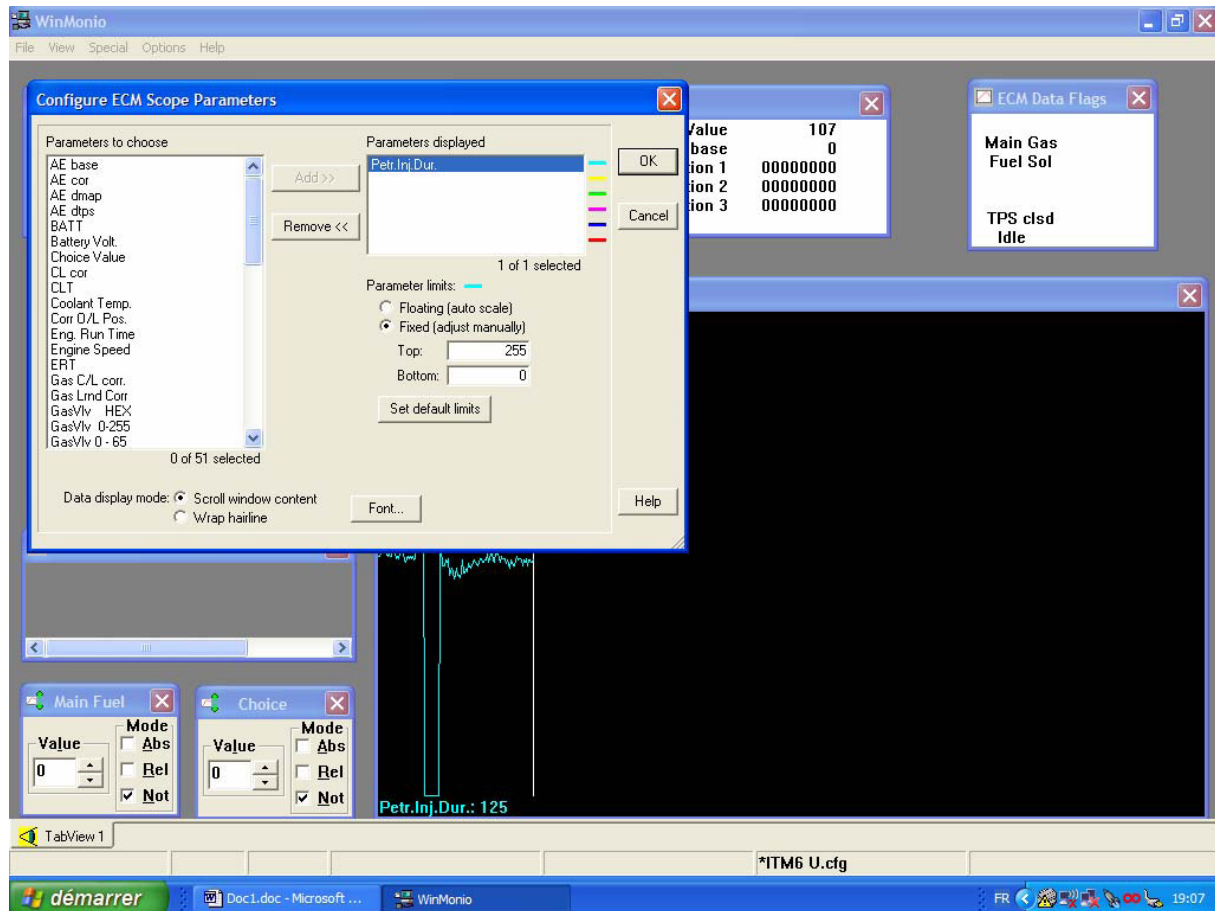 WinMonio
File View Special Options Help
Configure ECM Scope Parameters
Parameters to choose
AE base
AE cor
AE dmap
AE dtps
BATT
Battery Volt.
Choice Value
CL cor
CLT
Coolant Temp.
Corr O/L Pos.
Eng. Run Time
Engine Speed
ERT
Gas C/L corr.
Gas Lrnd Corr
GasVlv HEX
GasVlv 0-255
GasVlv 0 - 65
0 of 51 selected
Add >>
Remove <<
Parameters displayed
Petr.Inj.Dur.
1 of 1 selected
Parameter limits:
Floating (auto scale)
Fixed (adjust manually)
Top: 255
Bottom: 0
Set default limits
OK
Cancel
Help
Data display mode: Scroll window content
Wrap hairline
Font...
Value 107
base 0
tion 1 00000000
tion 2 00000000
tion 3 00000000
ECM Data Flags
Main Gas
Fuel Sol
TPS clsd
Idle
Main Fuel
Value
0
Mode
Abs
Rel
Not
Choice
Value
0
Mode
Abs
Rel
Not
Petr.Inj.Dur.: 125
TabView 1
*ITM6 U.cfg
démarrer
Doc1.doc - Microsoft ...
WinMonio
FR
19:07